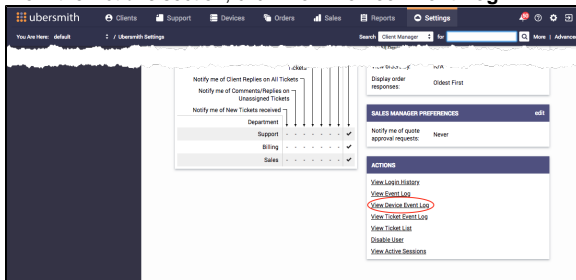 ubersmith
Clients
Support
Devices
Orders
Sales
Reports
Settings
You Are Here: default / Ubersmith Settings
Search Client Manager for
More | Advance
Tickets
Notify me of Client Replies on All Tickets
Notify me of Comments/Replies on
Unassigned Tickets
Notify me of New Tickets received
Department
Support - - - - - - - ✓
Billing - - - - - - - ✓
Sales - - - - - - - ✓
N/A
Display order
responses:
Oldest First
SALES MANAGER PREFERENCES edit
Notify me of quote
approval requests:
Never
ACTIONS
View Login History
View Event Log
View Device Event Log
View Ticket Event Log
View Ticket List
Disable User
View Active Sessions